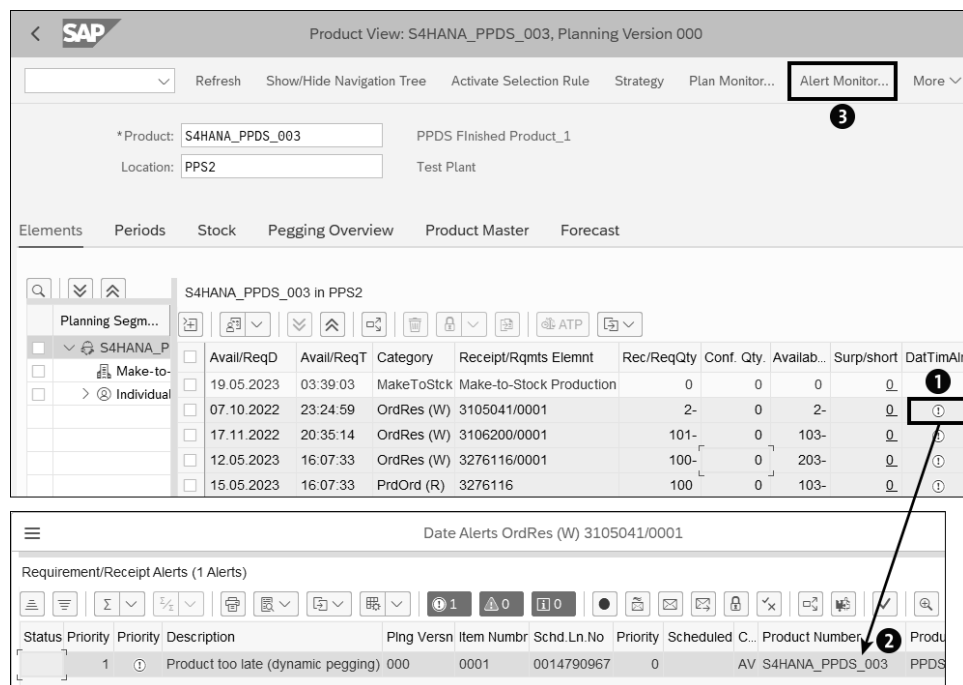 SAP Product View: S4HANA_PPDS_003, Planning Version 000
Refresh Show/Hide Navigation Tree Activate Selection Rule Strategy Plan Monitor... Alert Monitor... More
3
*Product: S4HANA_PPDS_003 PPDS FInished Product_1
Location: PPS2 Test Plant
Elements Periods Stock Pegging Overview Product Master Forecast
S4HANA_PPDS_003 in PPS2
Planning Segm... ATP
S4HANA_P Avail/ReqD Avail/ReqT Category Receipt/Rqmts Elemnt Rec/ReqQty Conf. Qty. Availab... Surp/short DatTimAlr
Make-to- 19.05.2023 03:39:03 MakeToStck Make-to-Stock Production 0 0 0 0 1
Individual 07.10.2022 23:24:59 OrdRes (W) 3105041/0001 2- 0 2- 0
17.11.2022 20:35:14 OrdRes (W) 3106200/0001 101- 0 103- 0
12.05.2023 16:07:33 OrdRes (W) 3276116/0001 100- 0 203- 0
15.05.2023 16:07:33 PrdOrd (R) 3276116 100 0 103- 0
Date Alerts OrdRes (W) 3105041/0001
Requirement/Receipt Alerts (1 Alerts)
1 0 0
Status Priority Priority Description Plng Versn Item Numbr Schd.Ln.No Priority Scheduled C... Product Number 2 Produ
1 Product too late (dynamic pegging) 000 0001 0014790967 0 AV S4HANA_PPDS_003 PPDS